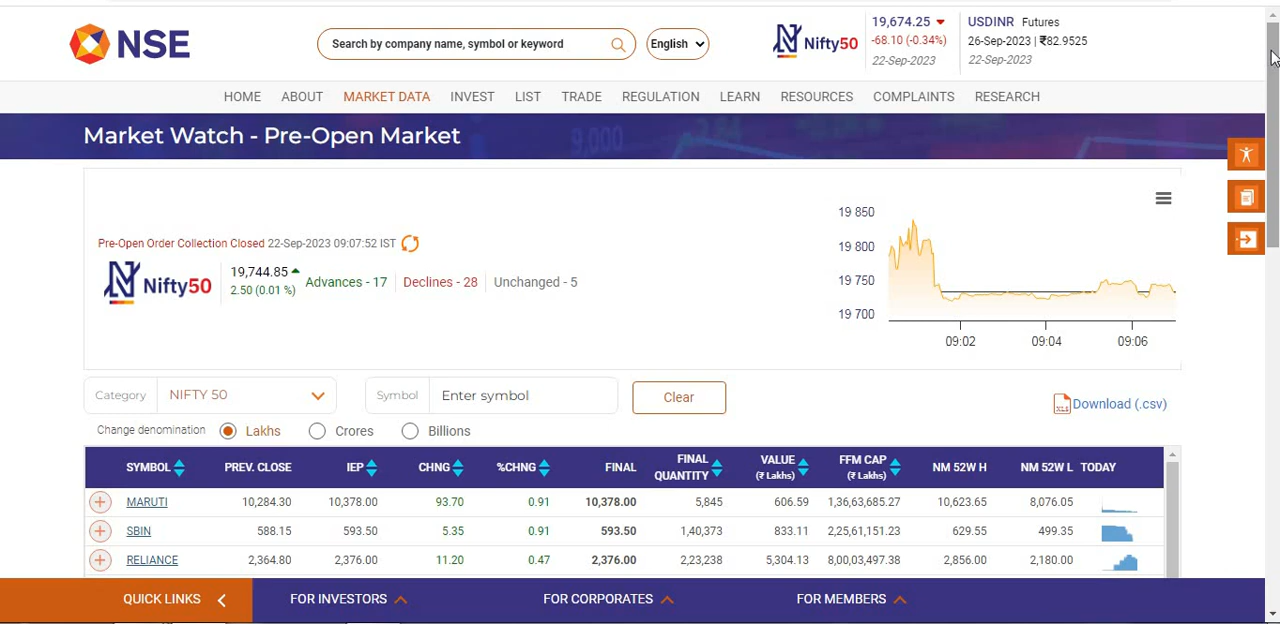 NSE
Search by company name, symbol or keyword
English
Nifty50
19,674.25
-68.10 (-0.34%)
22-Sep-2023
USDINR Futures
26-Sep-2023 | ₹82.9525
22-Sep-2023
HOME ABOUT MARKET DATA INVEST LIST TRADE REGULATION LEARN RESOURCES COMPLAINTS RESEARCH
Market Watch - Pre-Open Market
9,000
Pre-Open Order Collection Closed 22-Sep-2023 09:07:52 IST
Nifty50
19,744.85
2.50 (0.01 %)
Advances - 17 Declines - 28 Unchanged - 5
19 850
19 800
19 750
19 700
09:02 09:04 09:06
Category NIFTY 50 Symbol Enter symbol Clear
XLS Download (.csv)
Change denomination Lakhs Crores Billions
SYMBOL PREV. CLOSE IEP CHNG %CHNG FINAL FINAL QUANTITY VALUE (₹ Lakhs) FFM CAP (₹ Lakhs) NM 52W H NM 52W L TODAY
MARUTI 10,284.30 10,378.00 93.70 0.91 10,378.00 5,845 606.59 1,36,63,685.27 10,623.65 8,076.05
SBIN 588.15 593.50 5.35 0.91 593.50 1,40,373 833.11 2,25,61,151.23 629.55 499.35
RELIANCE 2,364.80 2,376.00 11.20 0.47 2,376.00 2,23,238 5,304.13 8,00,03,497.38 2,856.00 2,180.00
QUICK LINKS FOR INVESTORS FOR CORPORATES FOR MEMBERS